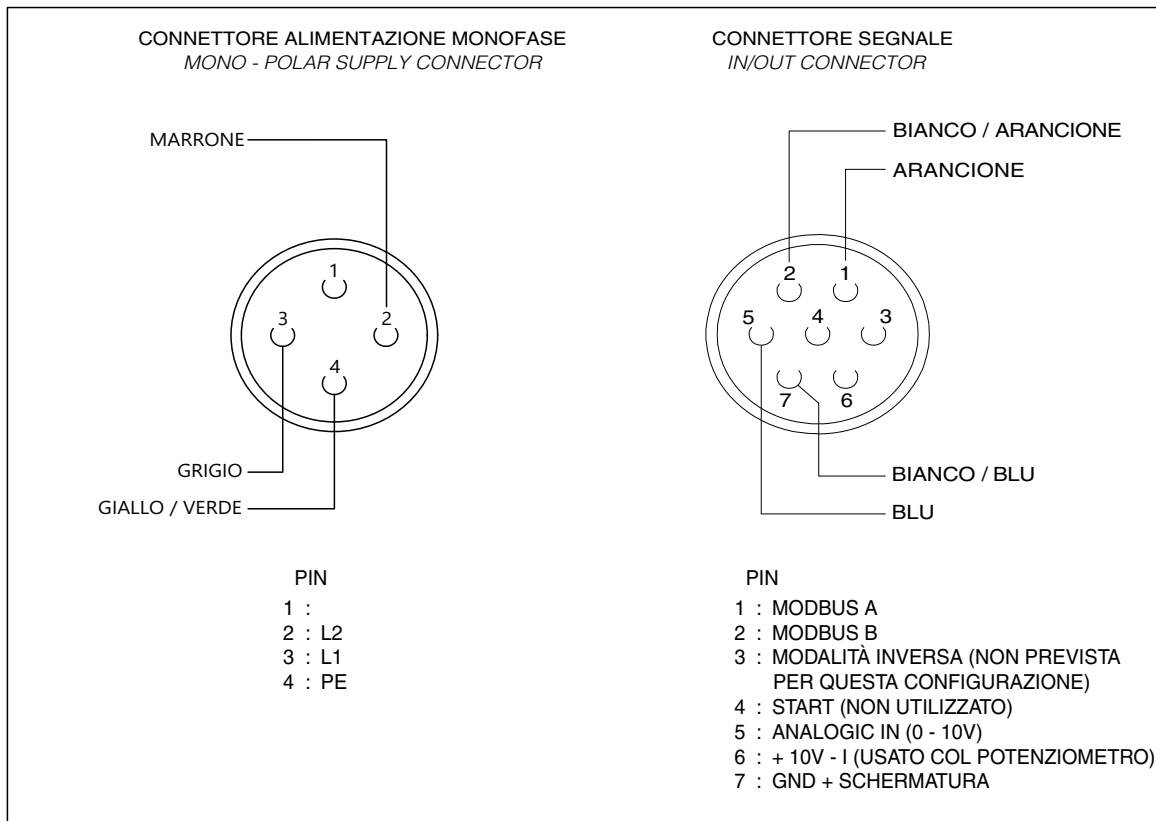 CONNETTORE ALIMENTAZIONE MONOFASE
MONO - POLAR SUPPLY CONNECTOR
MARRONE
1
3
2
4
GRIGIO
GIALLO / VERDE
PIN
1 :
2 : L2
3 : L1
4 : PE
CONNETTORE SEGNALE
IN/OUT CONNECTOR
BIANCO / ARANCIONE
ARANCIONE
2 1
5 4 3
7 6
BIANCO / BLU
BLU
PIN
1 : MODBUS A
2 : MODBUS B
3 : MODALITÀ INVERSA (NON PREVISTA
PER QUESTA CONFIGURAZIONE)
4 : START (NON UTILIZZATO)
5 : ANALOGIC IN (0 - 10V)
6 : + 10V - I (USATO COL POTENZIOMETRO)
7 : GND + SCHERMATURA